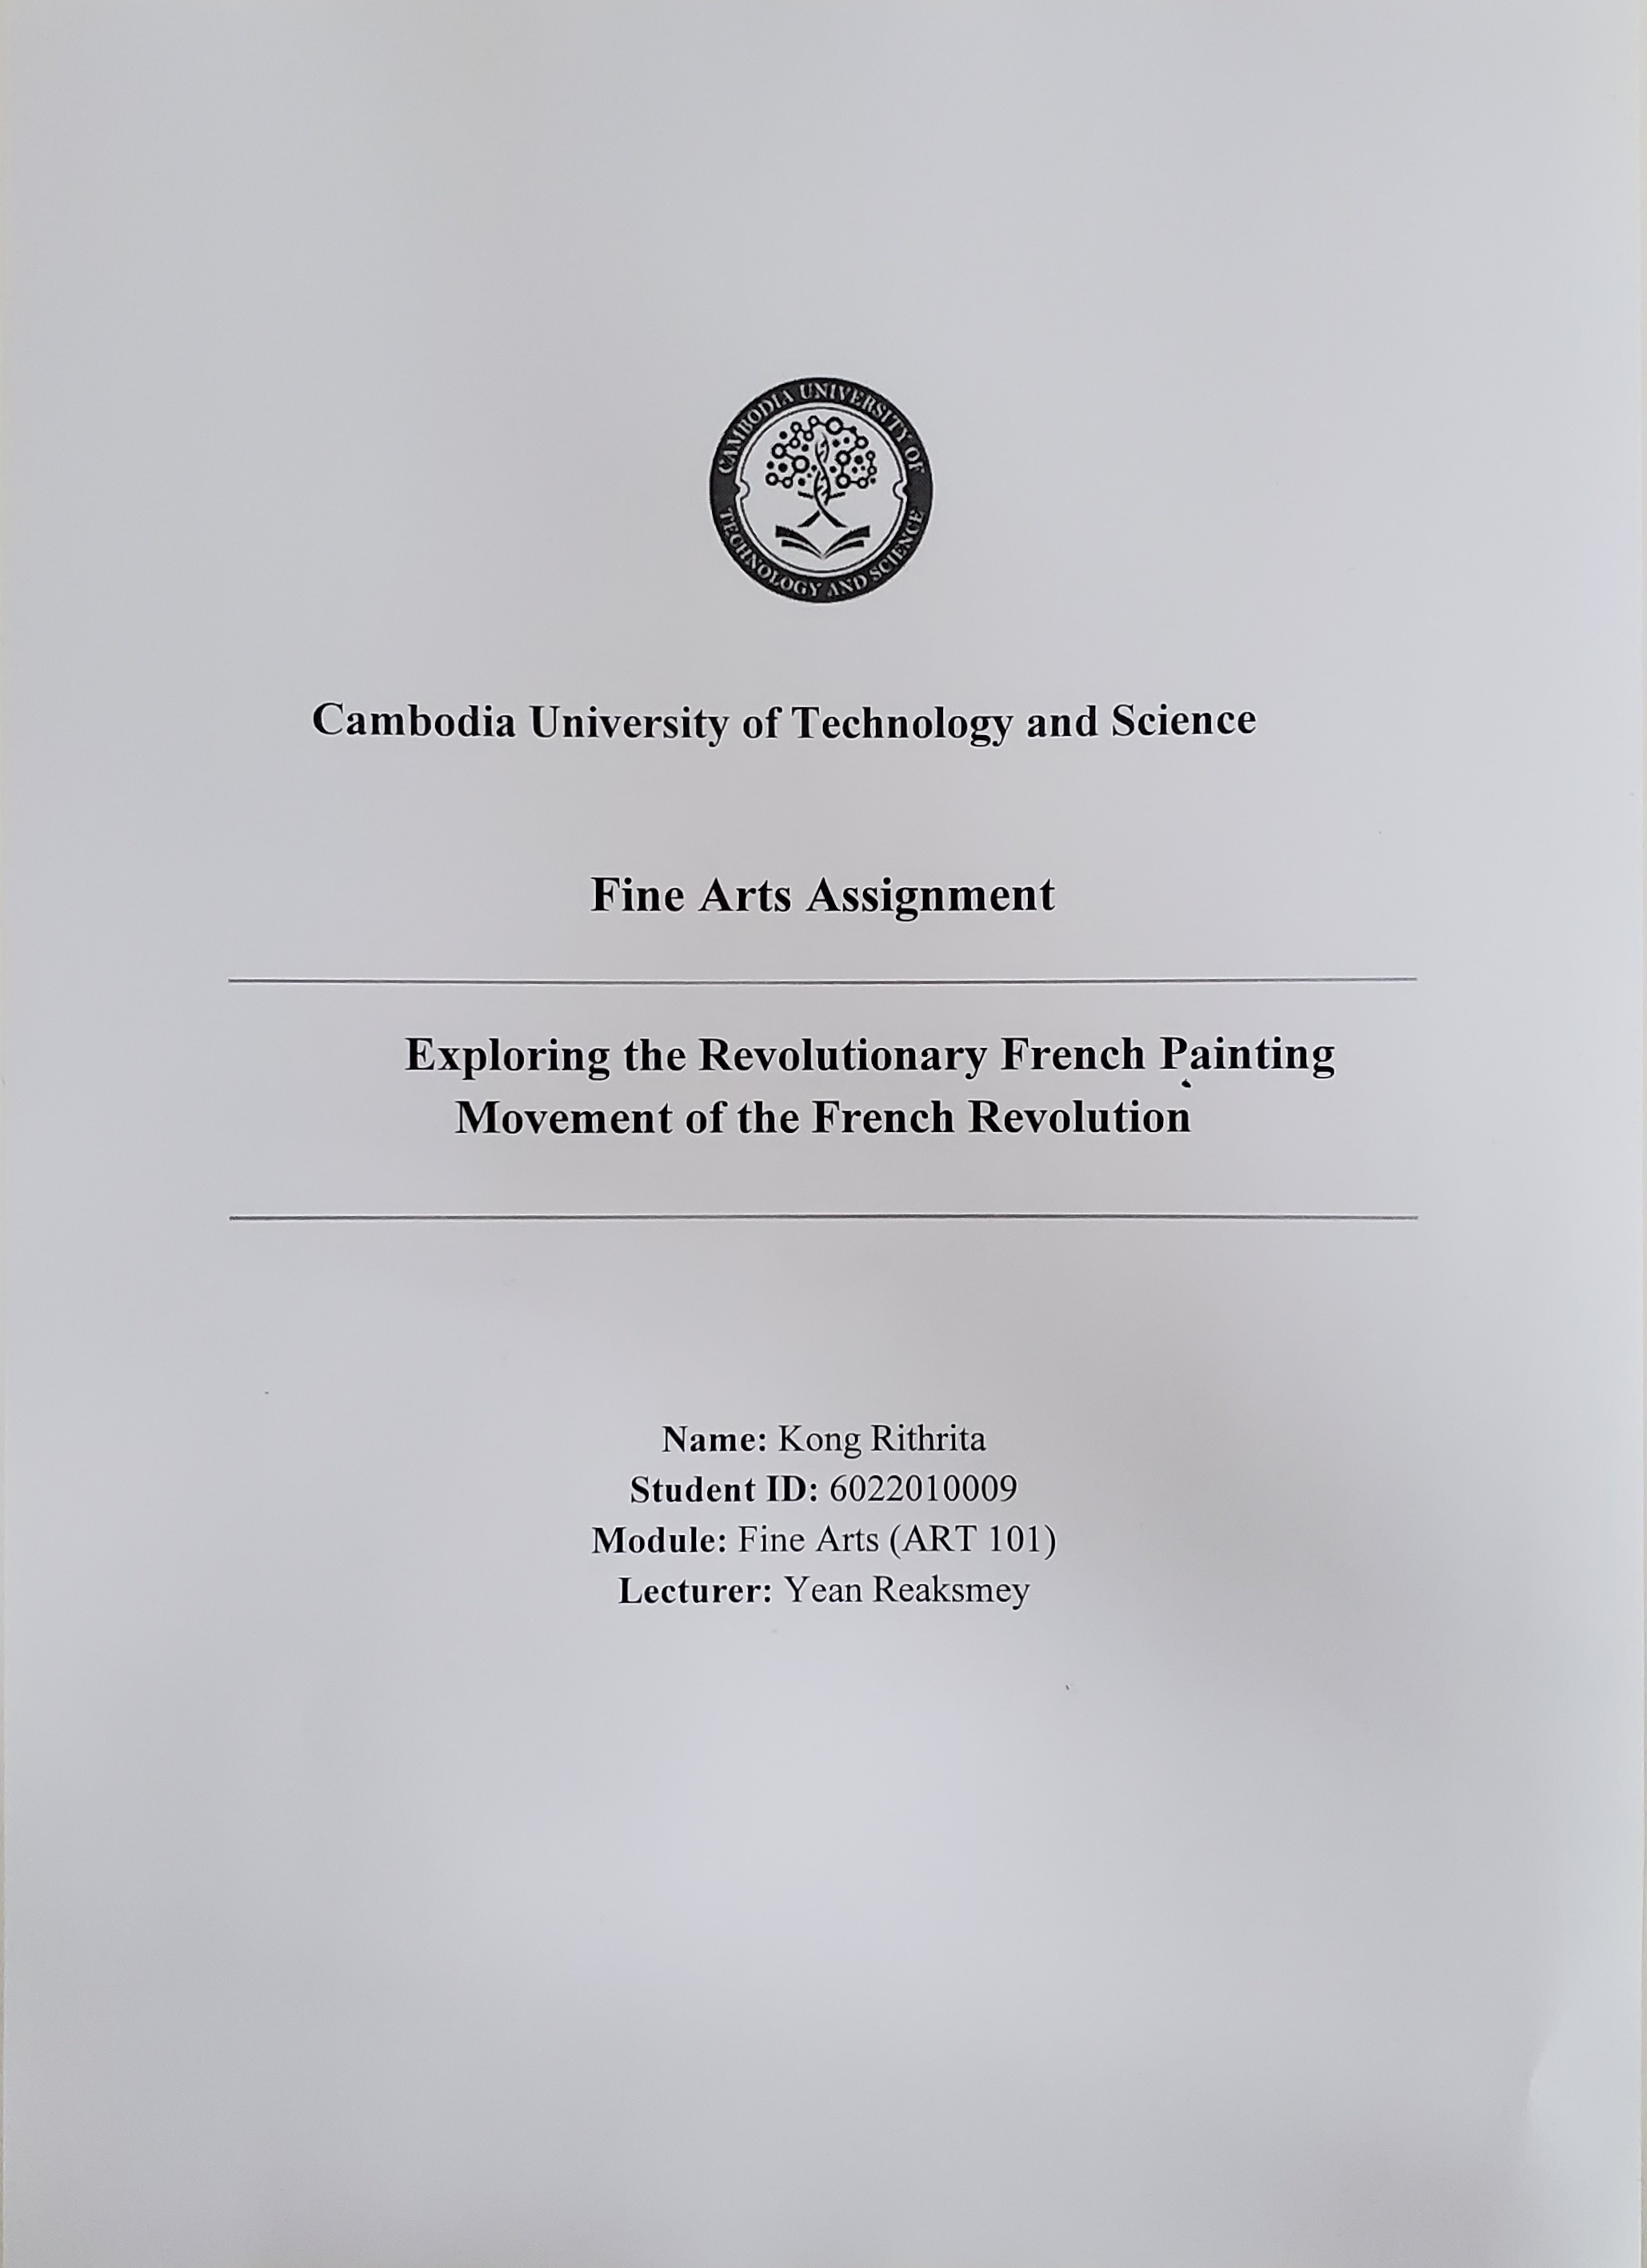 CAMBODIA UNIVERSITY OF
TECHNOLOGY AND SCIENCE
Cambodia University of Technology and Science
Fine Arts Assignment
Exploring the Revolutionary French Painting
Movement of the French Revolution
Name: Kong Rithrita
Student ID: 6022010009
Module: Fine Arts (ART 101)
Lecturer: Yean Reaksmey